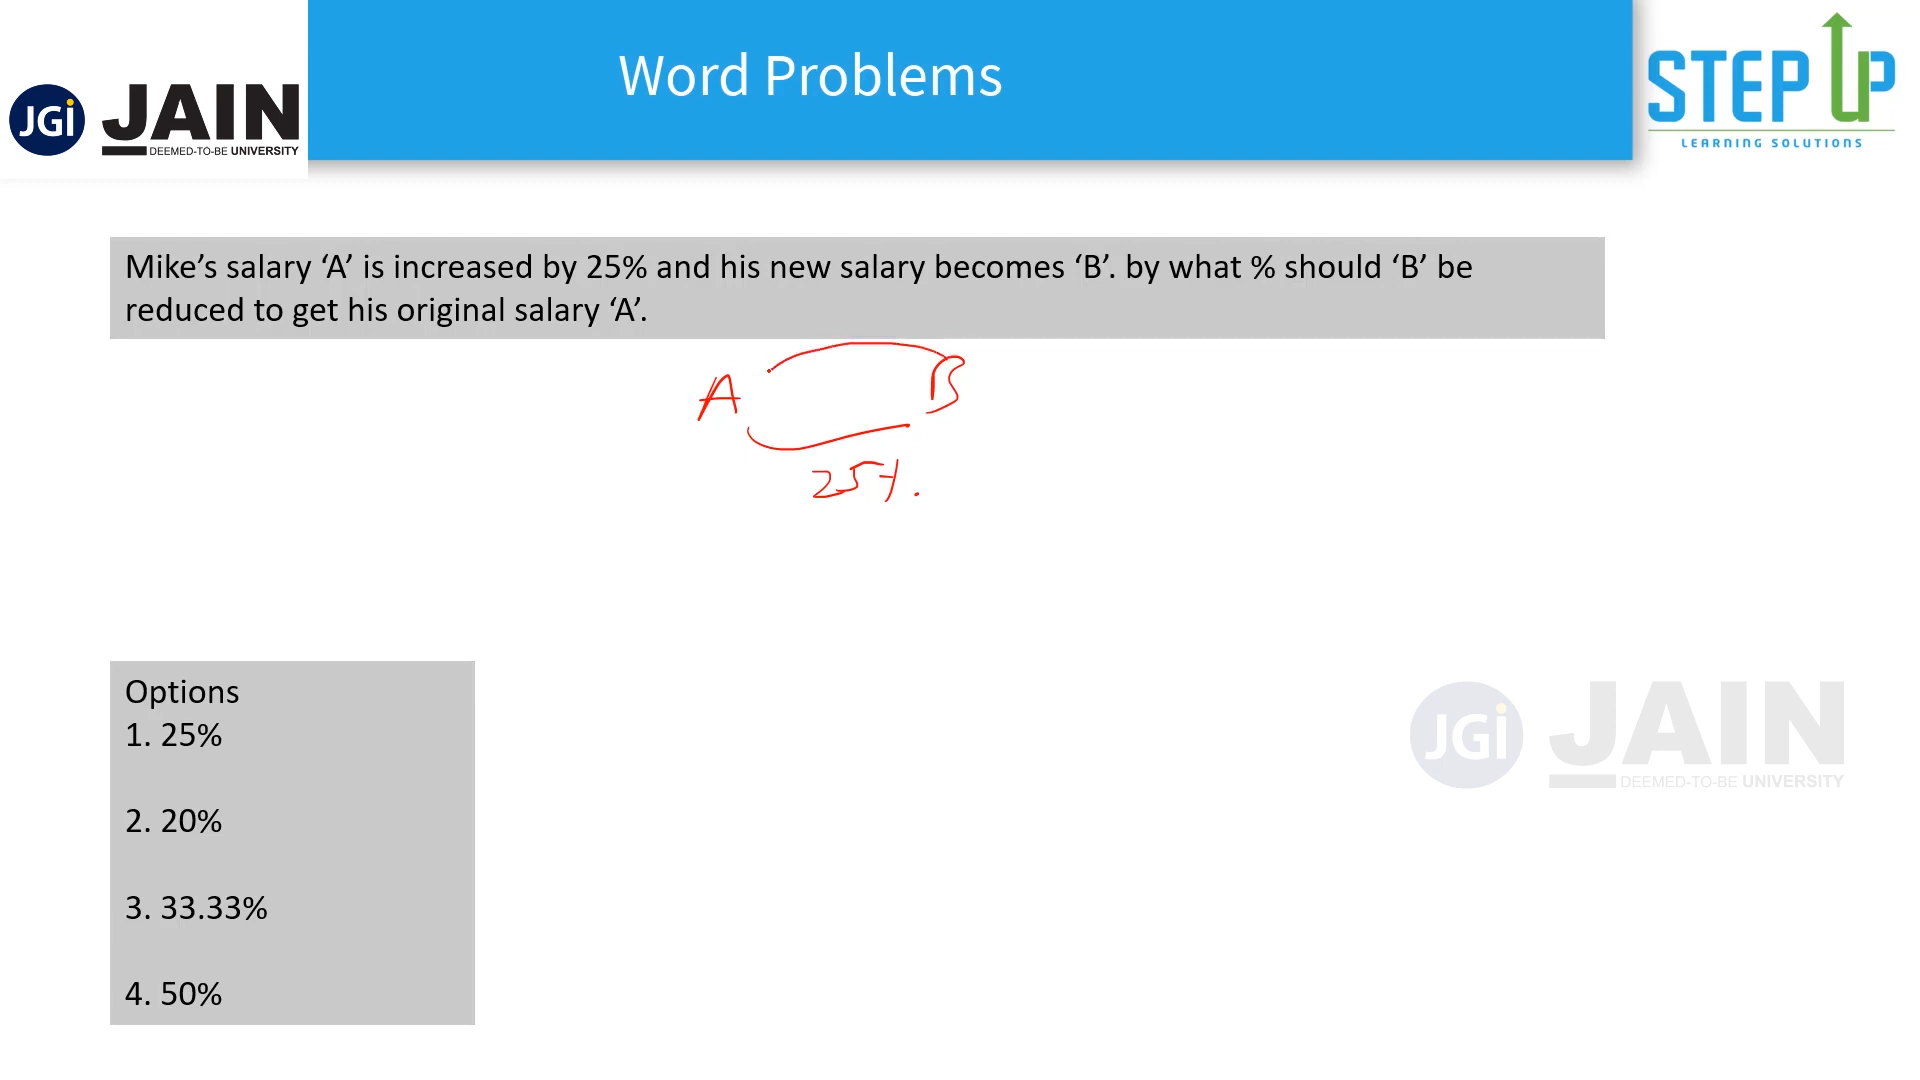 Word Problems
JGi JAIN
DEEMED-TO-BE UNIVERSITY
STEP UP
LEARNING SOLUTIONS
Mike’s salary ‘A’ is increased by 25% and his new salary becomes ‘B’. by what % should ‘B’ be
reduced to get his original salary ‘A’.
A B
25%
Options
1. 25%
2. 20%
3. 33.33%
4. 50%
JGi JAIN
DEEMED-TO-BE UNIVERSITY